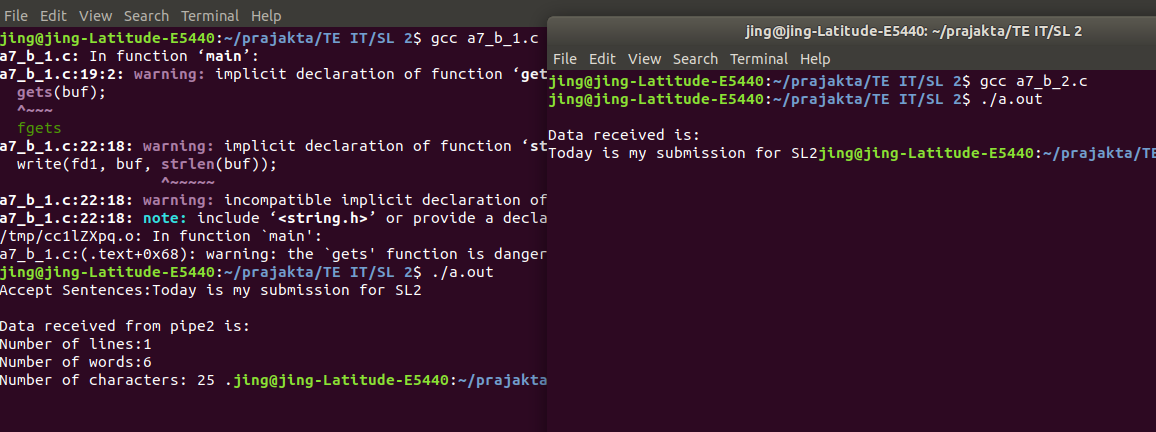 File Edit View Search Terminal Help
jing@jing-Latitude-E5440:~/prajakta/TE IT/SL 2$ gcc a7_b_1.c
a7_b_1.c: In function ‘main’:
a7_b_1.c:19:2: warning: implicit declaration of function ‘get
gets(buf);
^~~~
fgets
a7_b_1.c:22:18: warning: implicit declaration of function ‘st
write(fd1, buf, strlen(buf));
^~~~~~
a7_b_1.c:22:18: warning: incompatible implicit declaration of
a7_b_1.c:22:18: note: include ‘<string.h>’ or provide a decla
/tmp/cc1lZXpq.o: In function `main':
a7_b_1.c:(.text+0x68): warning: the `gets' function is danger
jing@jing-Latitude-E5440:~/prajakta/TE IT/SL 2$ ./a.out
Accept Sentences:Today is my submission for SL2
Data received from pipe2 is:
Number of lines:1
Number of words:6
Number of characters: 25 .jing@jing-Latitude-E5440:~/prajakta
jing@jing-Latitude-E5440: ~/prajakta/TE IT/SL 2
File Edit View Search Terminal Help
jing@jing-Latitude-E5440:~/prajakta/TE IT/SL 2$ gcc a7_b_2.c
jing@jing-Latitude-E5440:~/prajakta/TE IT/SL 2$ ./a.out
Data received is:
Today is my submission for SL2jing@jing-Latitude-E5440:~/prajakta/TE